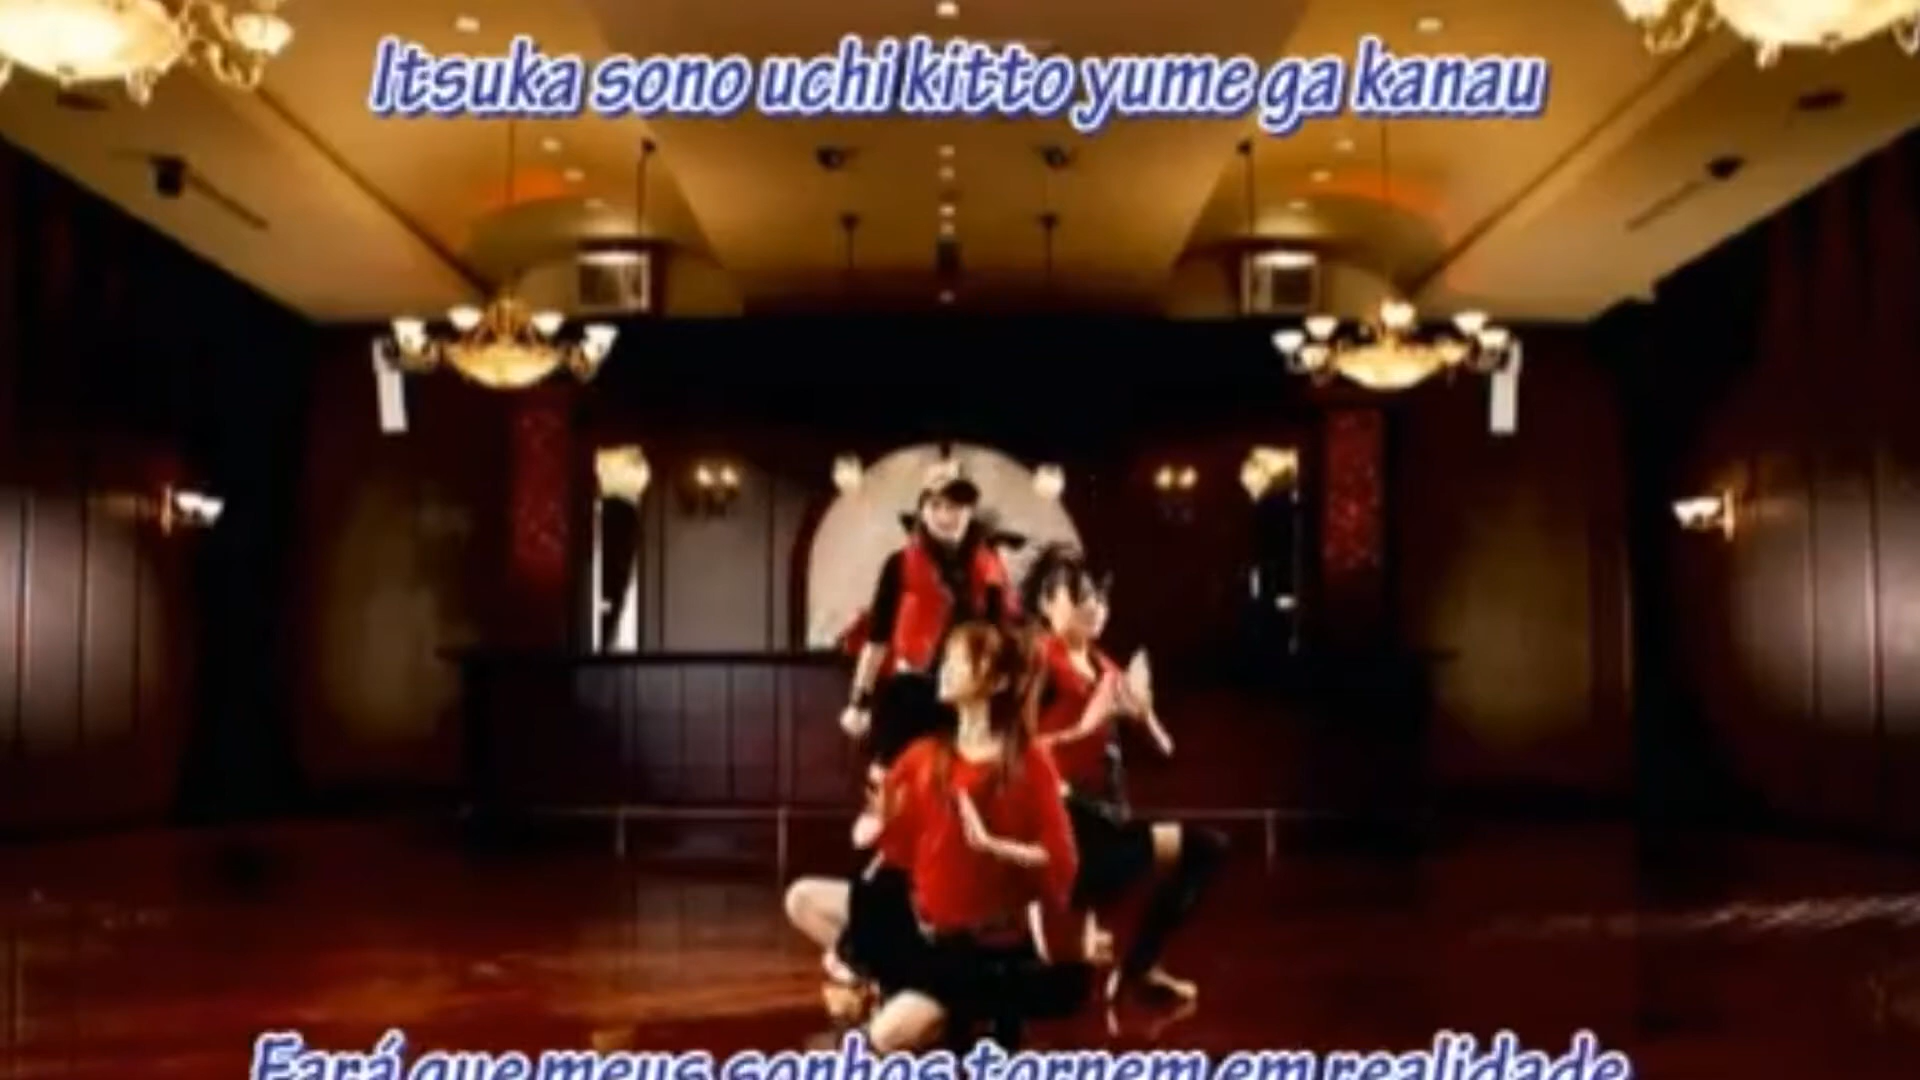 Itsuka sono uchi kitto yume ga kanau
Fará que meus sonhos tornem em realidade